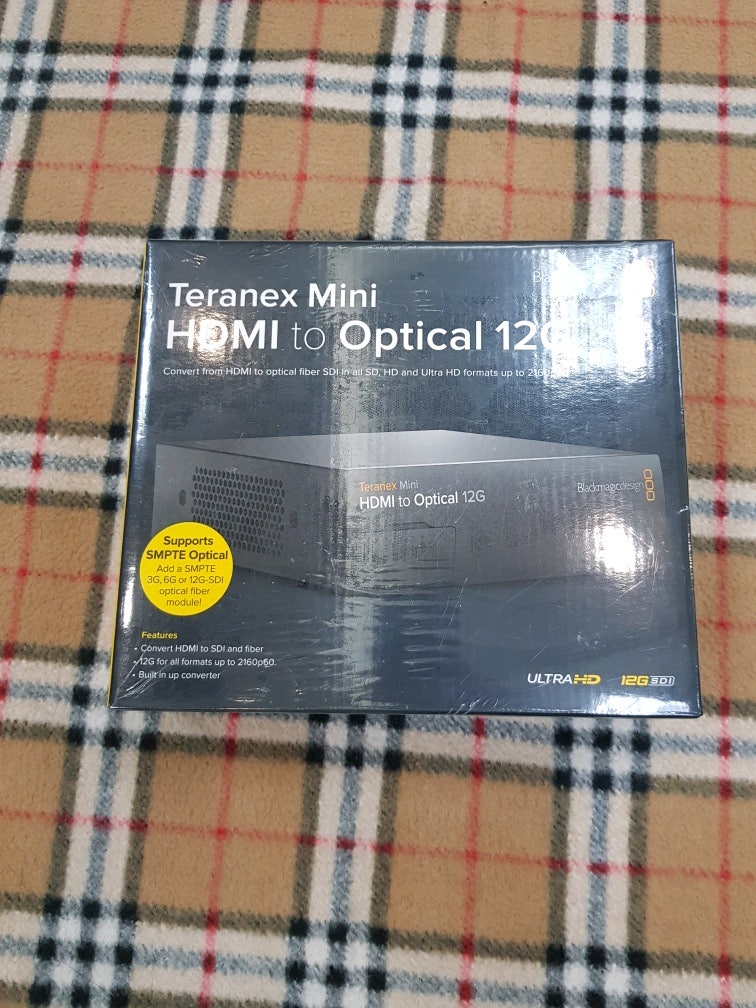 Teranex Mini
HDMI to Optical 12G
Convert from HDMI to optical fiber SDI in all SD, HD and Ultra HD formats up to
Teranex Mini
HDMI to Optical 12G
Blackmagicdesign
Supports
SMPTE Optical
Add a SMPTE
3G, 6G or 12G-SDI
optical fiber
module!
Features
• Convert HDMI to SDI and fiber
• 12G for all formats up to 2160p60
• Built in up converter
ULTRAHD
12G SDI